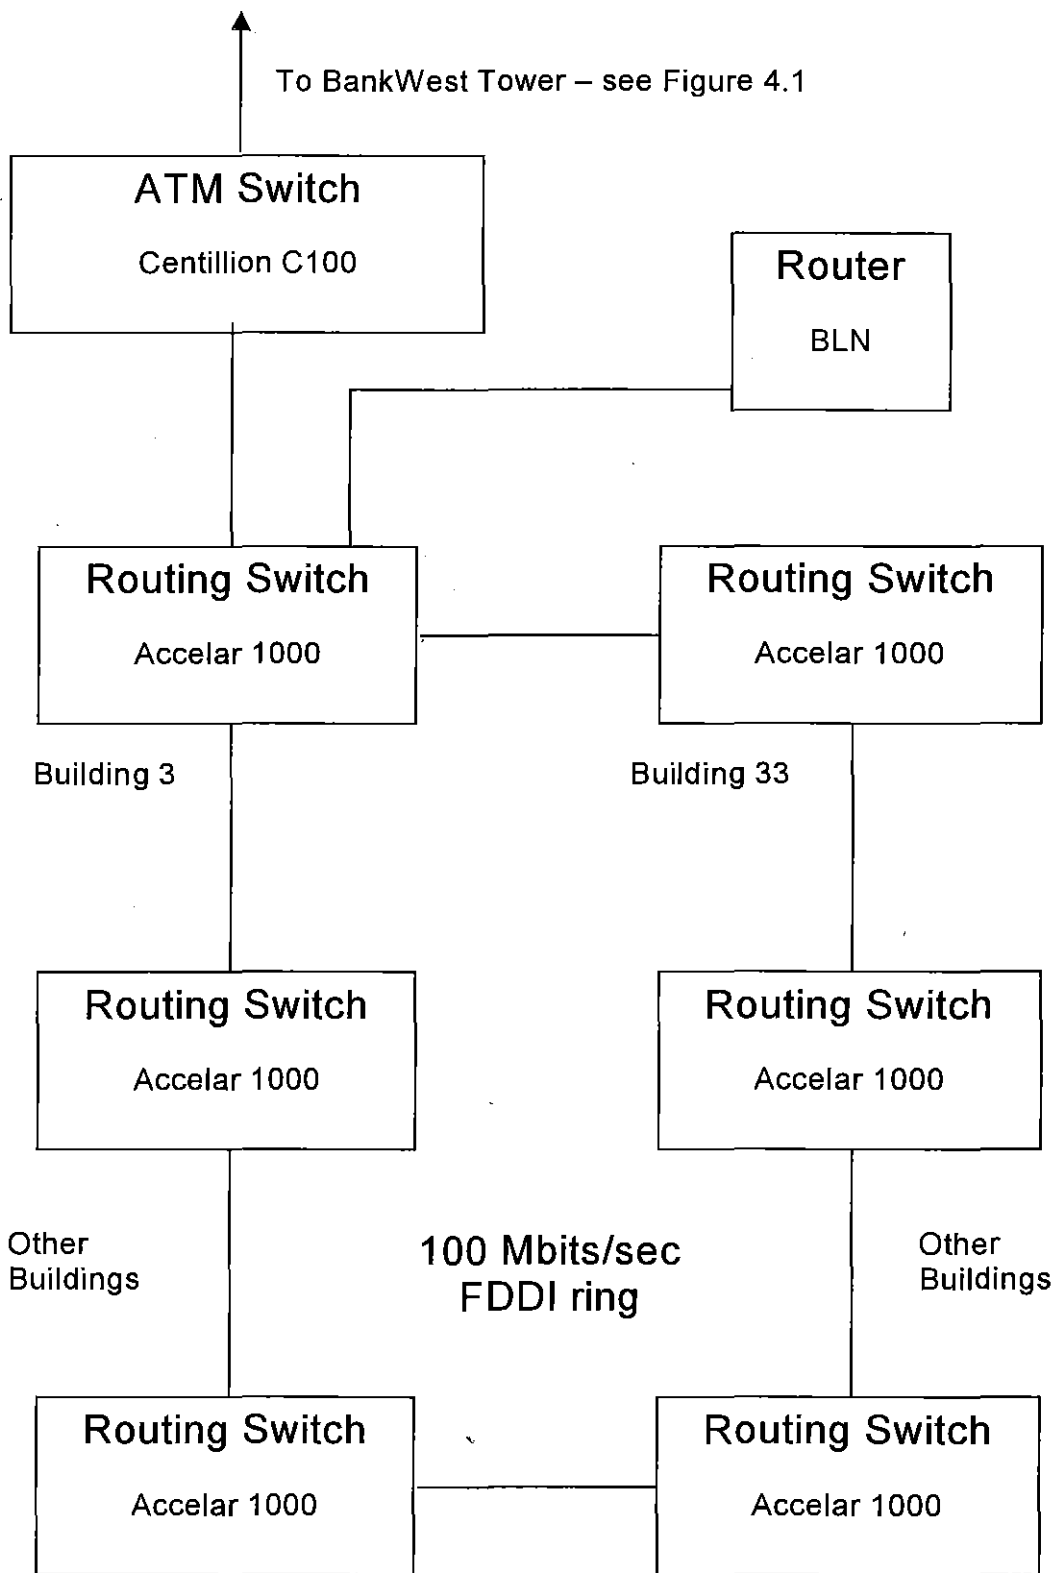 To BankWest Tower – see Figure 4.1
ATM Switch
Centillion C100
Router
BLN
Routing Switch
Accelar 1000
Routing Switch
Accelar 1000
Building 3
Building 33
Routing Switch
Accelar 1000
Routing Switch
Accelar 1000
Other
Buildings
100 Mbits/sec
FDDI ring
Other
Buildings
Routing Switch
Accelar 1000
Routing Switch
Accelar 1000